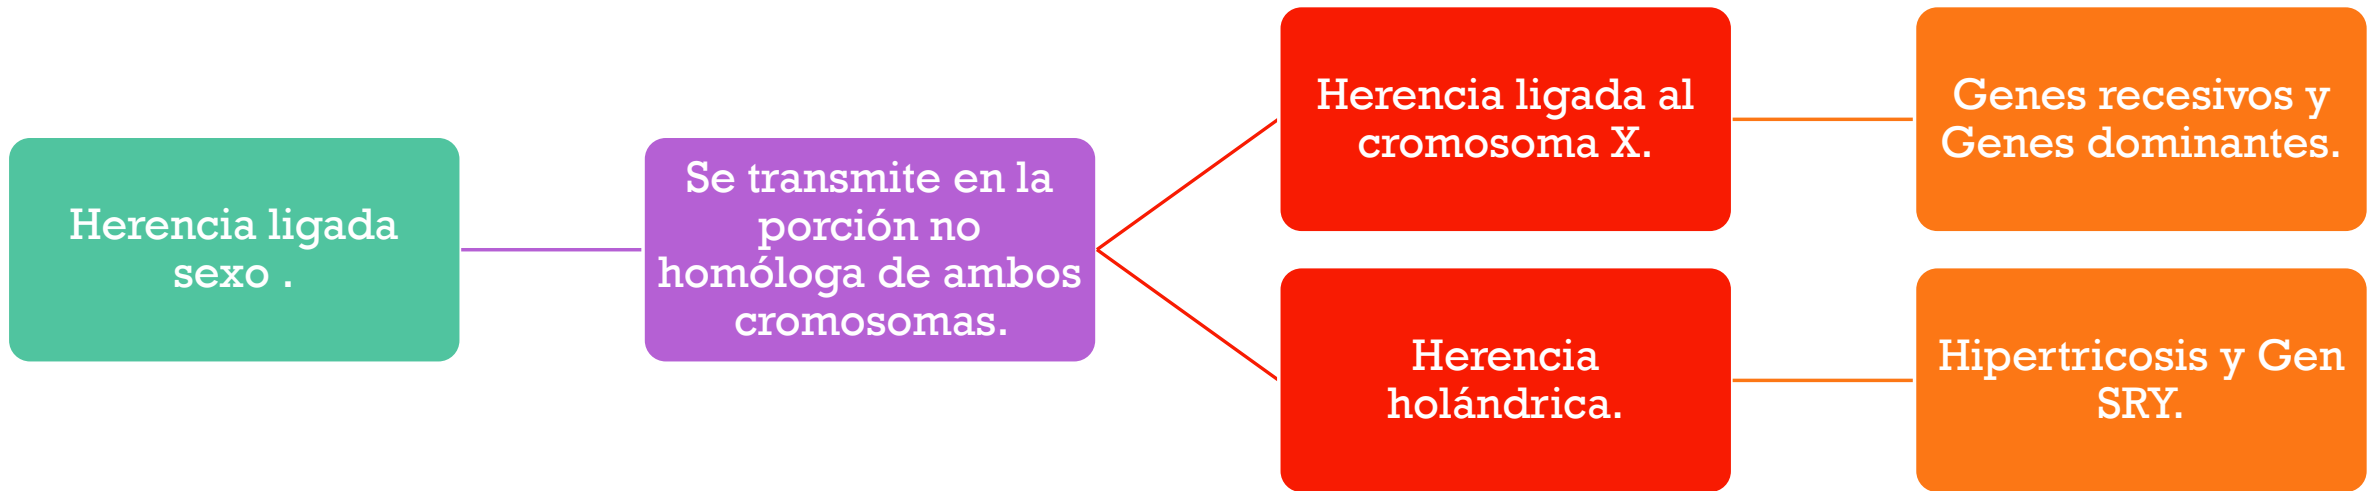 Herencia ligada
sexo .
Se transmite en la
porción no
homóloga de ambos
cromosomas.
Herencia ligada al
cromosoma X.
Genes recesivos y
Genes dominantes.
Herencia
holándrica.
Hipertricosis y Gen
SRY.